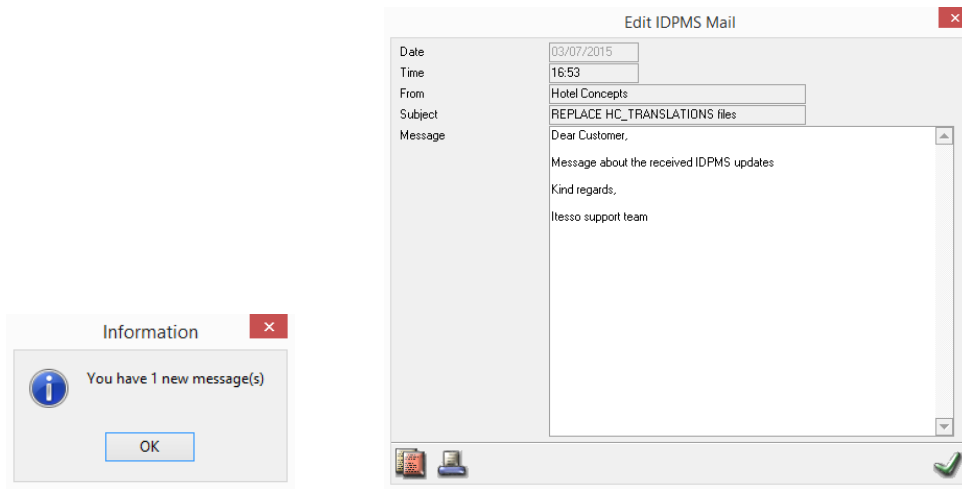 Edit IDPMS Mail
Date 03/07/2015
Time 16:53
From Hotel Concepts
Subject REPLACE HC_TRANSLATIONS files
Message Dear Customer,
Message about the received IDPMS updates
Kind regards,
Itesso support team
Information
You have 1 new message(s)
OK